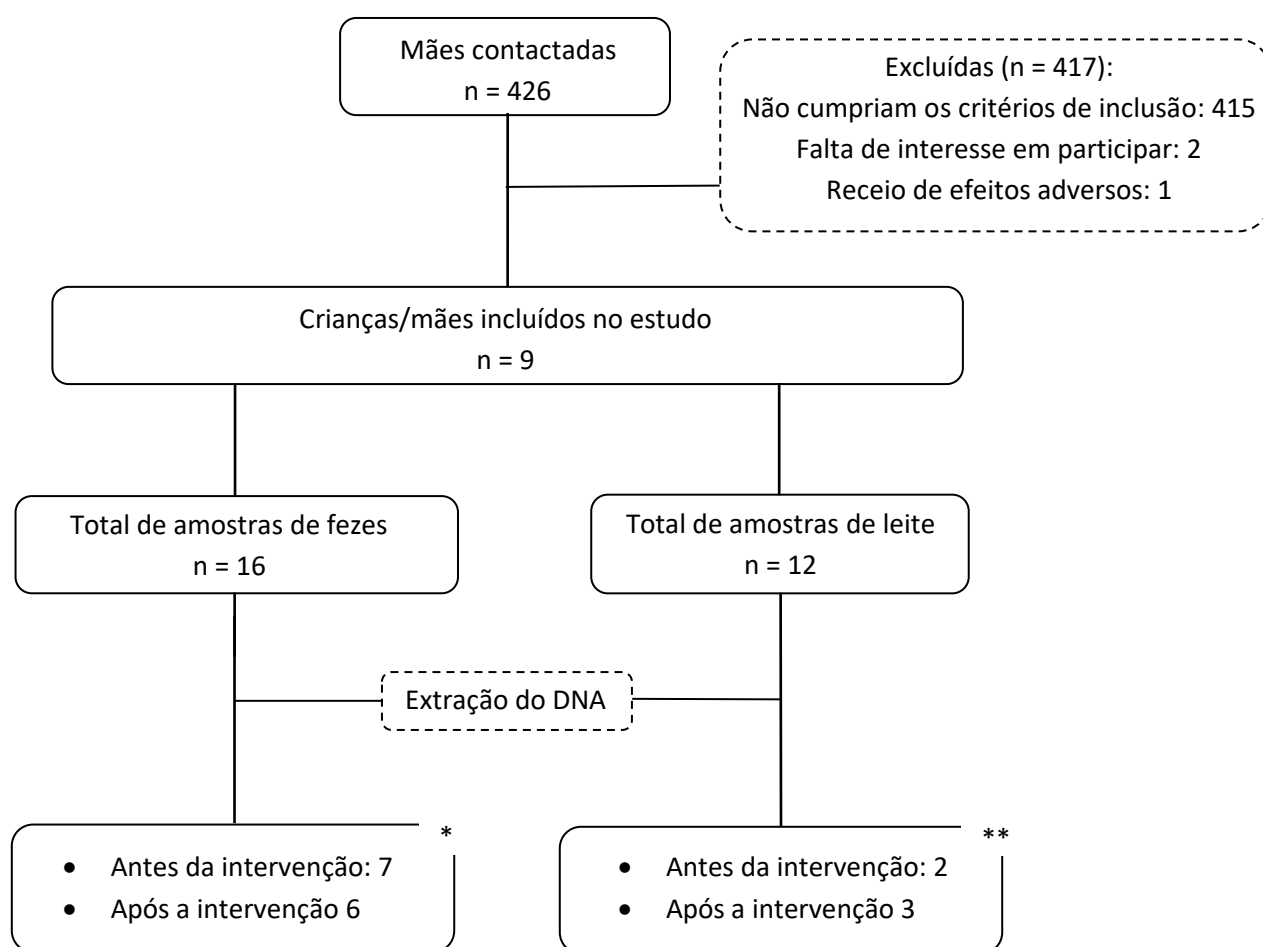 Mães contactadas
n = 426
Excluídas (n = 417):
Não cumpriam os critérios de inclusão: 415
Falta de interesse em participar: 2
Receio de efeitos adversos: 1
Crianças/mães incluídos no estudo
n = 9
Total de amostras de fezes
n = 16
Total de amostras de leite
n = 12
Extração do DNA
*
• Antes da intervenção: 7
• Após a intervenção 6
**
• Antes da intervenção: 2
• Após a intervenção 3